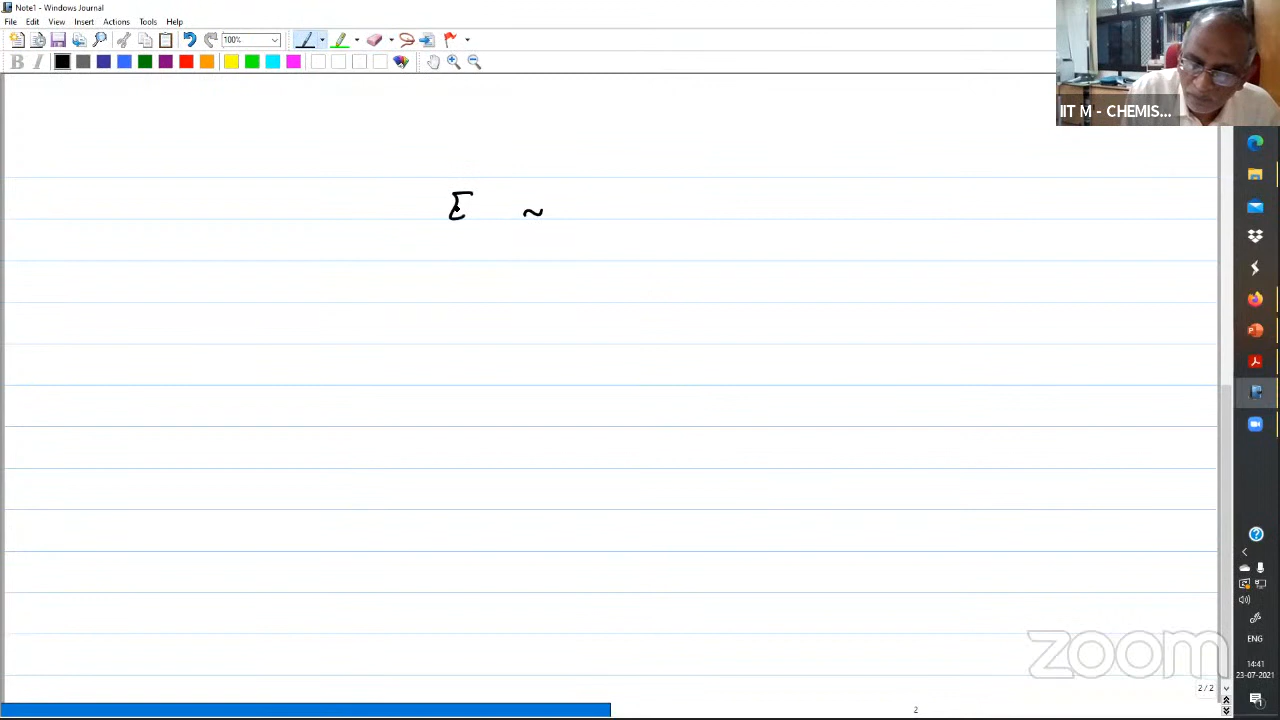 Note1 - Windows Journal
File Edit View Insert Actions Tools Help
100%
B I
IIT M - CHEMIS...
E ~
ENG
14:41
23-07-2021
zoom
2 / 2
2